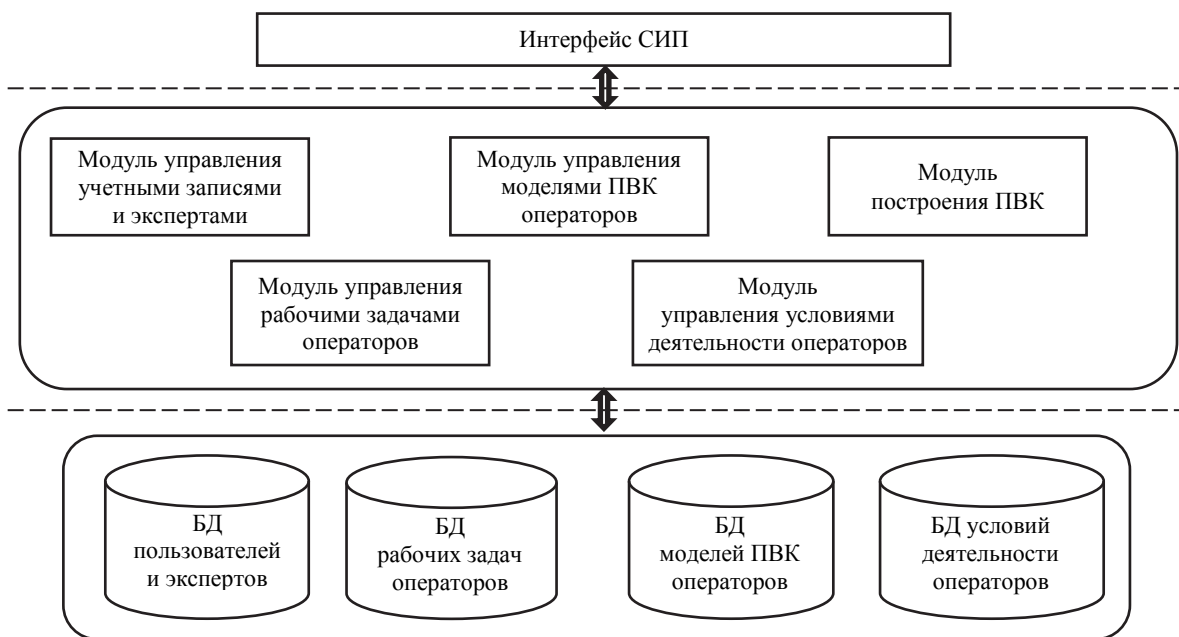 Интерфейс СИП
Модуль управления
учетными записями
и экспертами
Модуль управления
моделями ПВК
операторов
Модуль
построения ПВК
Модуль управления
рабочими задачами
операторов
Модуль
управления условиями
деятельности операторов
БД
пользователей
и экспертов
БД
рабочих задач
операторов
БД
моделей ПВК
операторов
БД условий
деятельности
операторов